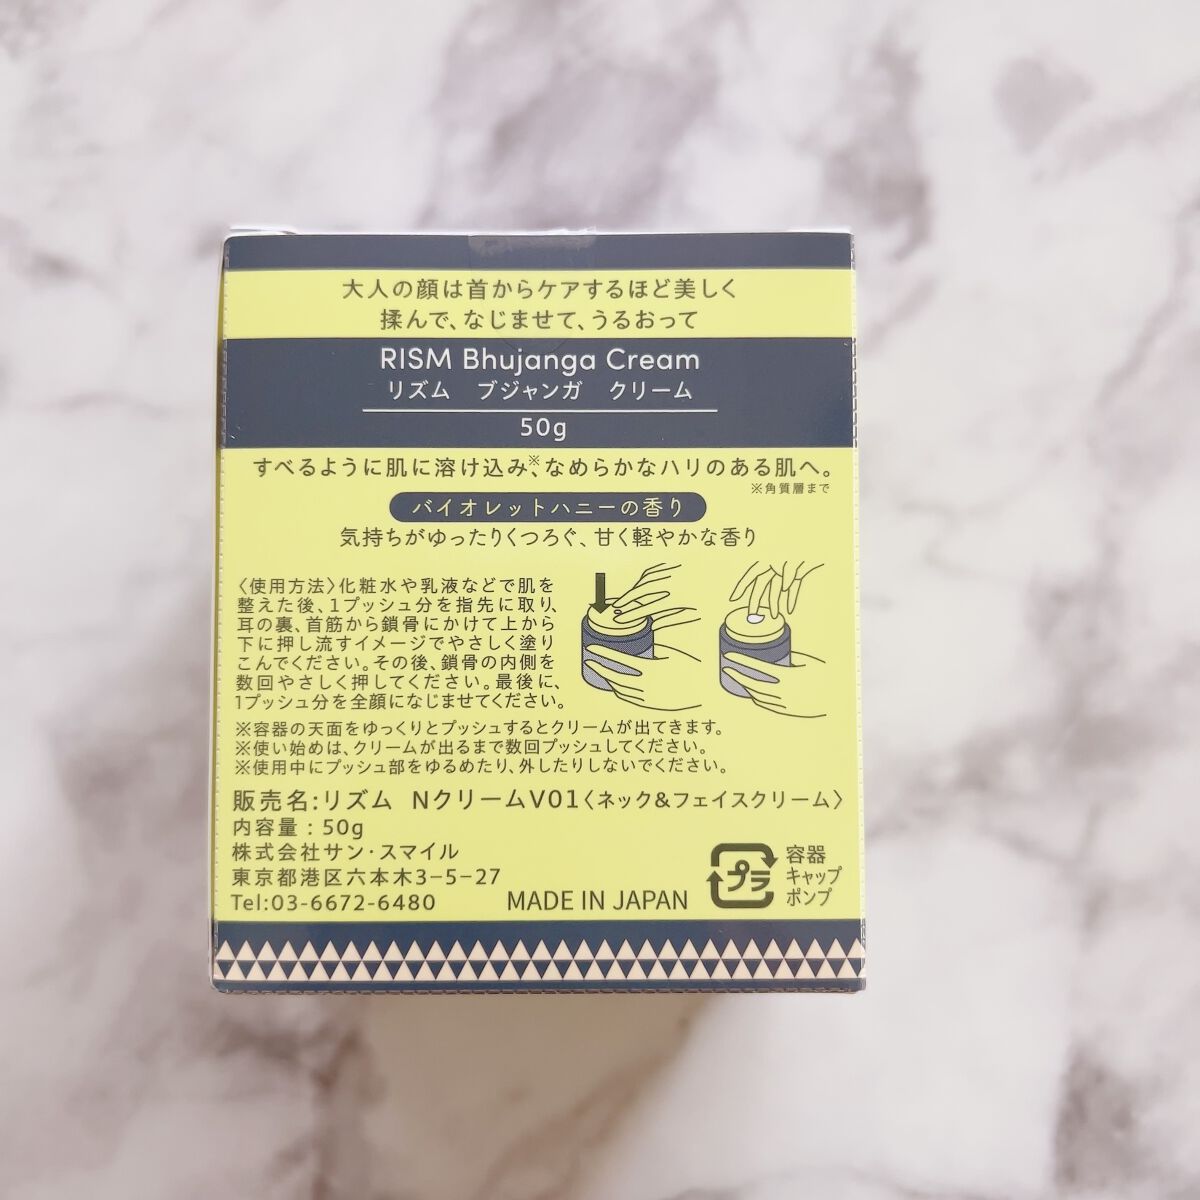 大人の顔は首からケアするほど美しく
揉んで、なじませて、うるおって
RISM Bhujanga Cream
リズム ブジャンガ クリーム
50g
すべるように肌に溶け込み※、なめらかなハリのある肌へ。
※角質層まで
バイオレットハニーの香り
気持ちがゆったりくつろぐ、甘く軽やかな香り
〈使用方法〉化粧水や乳液などで肌を
整えた後、1プッシュ分を指先に取り、
耳の裏、首筋から鎖骨にかけて上から
下に押し流すイメージでやさしく塗り
こんでください。その後、鎖骨の内側を
数回やさしく押してください。最後に、
1プッシュ分を全顔になじませてください。
※容器の天面をゆっくりとプッシュするとクリームが出てきます。
※使い始めは、クリームが出るまで数回プッシュしてください。
※使用中にプッシュ部をゆるめたり、外したりしないでください。
販売名:リズム NクリームV01〈ネック&フェイスクリーム〉
内容量:50g
株式会社サン・スマイル
東京都港区六本木3-5-27
Tel:03-6672-6480
MADE IN JAPAN
プラ
容器
キャップ
ポンプ